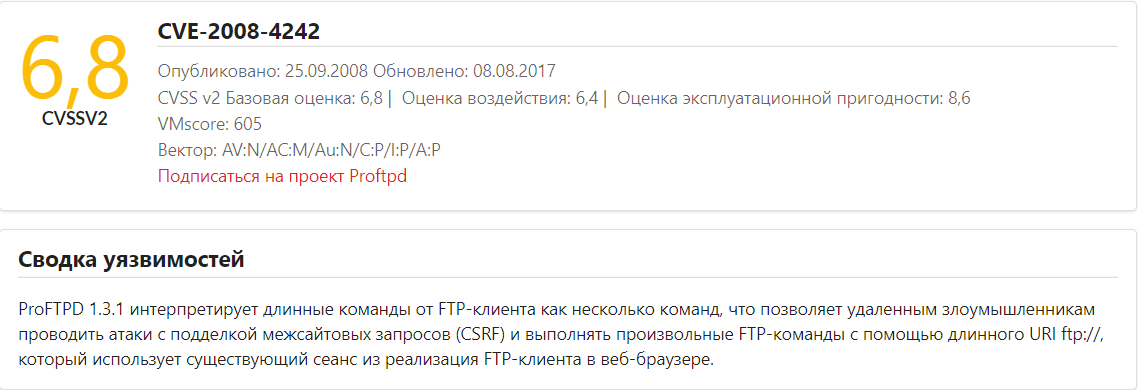 6,8
CVSSV2
CVE-2008-4242
Опубликовано: 25.09.2008 Обновлено: 08.08.2017
CVSS v2 Базовая оценка: 6,8 | Оценка воздействия: 6,4 | Оценка эксплуатационной пригодности: 8,6
VMscore: 605
Вектор: AV:N/AC:M/Au:N/C:P/I:P/A:P
Подписаться на проект Proftpd
Сводка уязвимостей
ProFTPD 1.3.1 интерпретирует длинные команды от FTP-клиента как несколько команд, что позволяет удаленным злоумышленникам
проводить атаки с подделкой межсайтовых запросов (CSRF) и выполнять произвольные FTP-команды с помощью длинного URI ftp://,
который использует существующий сеанс из реализация FTP-клиента в веб-браузере.